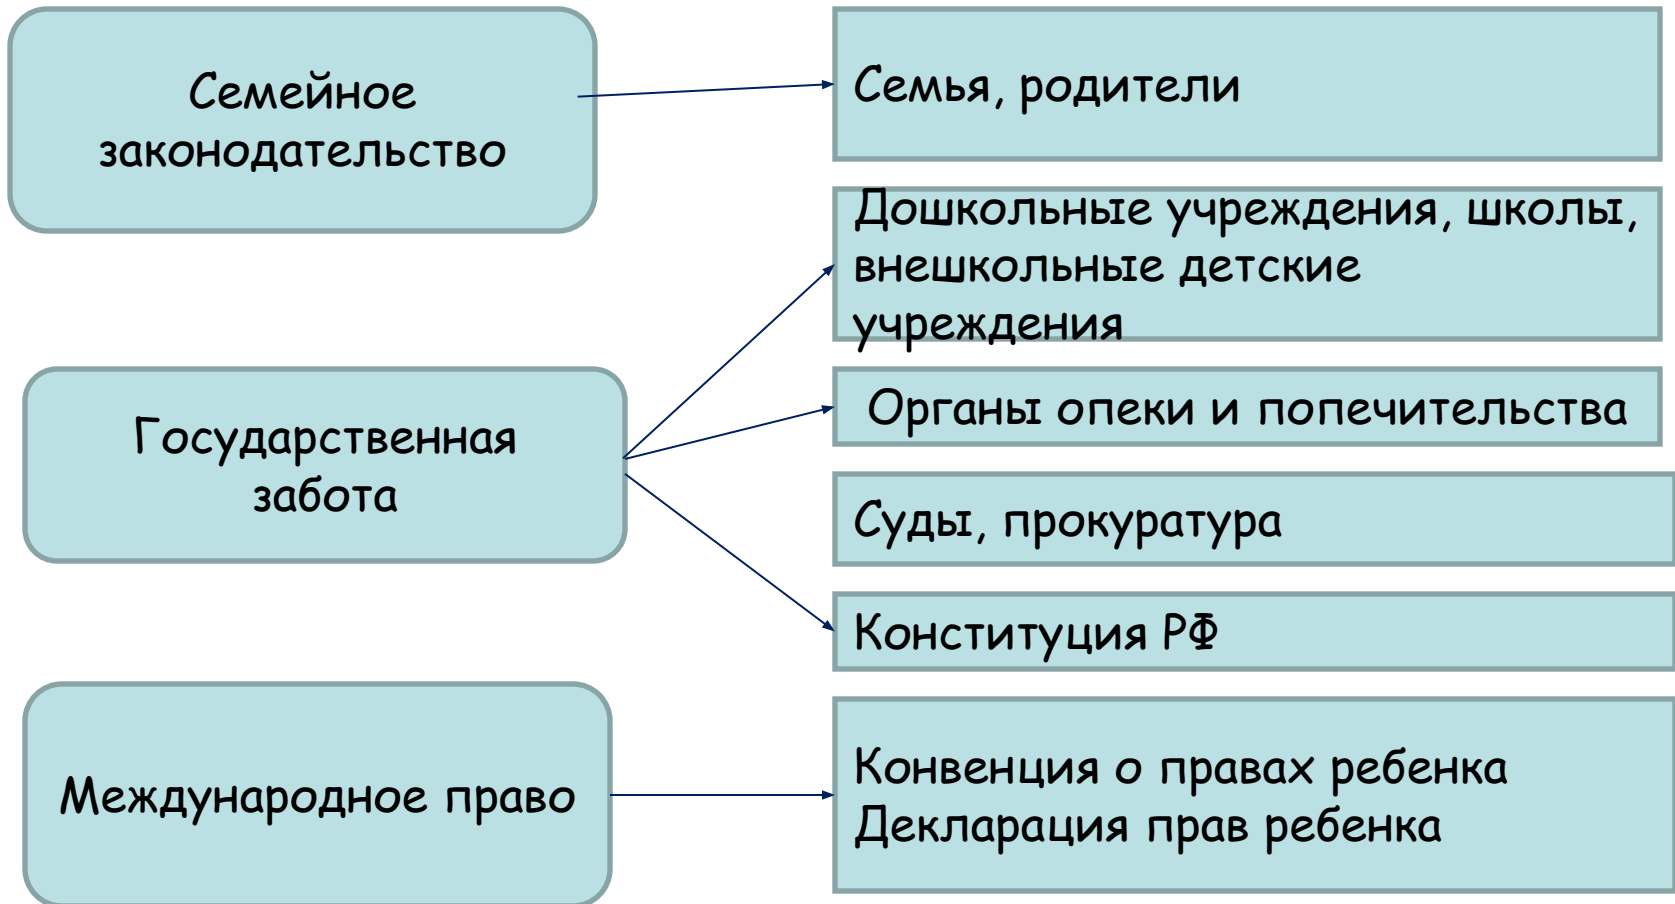 Семейное
законодательство
Семья, родители
Дошкольные учреждения, школы,
внешкольные детские
учреждения
Государственная
забота
Органы опеки и попечительства
Суды, прокуратура
Конституция РФ
Международное право
Конвенция о правах ребенка
Декларация прав ребенка